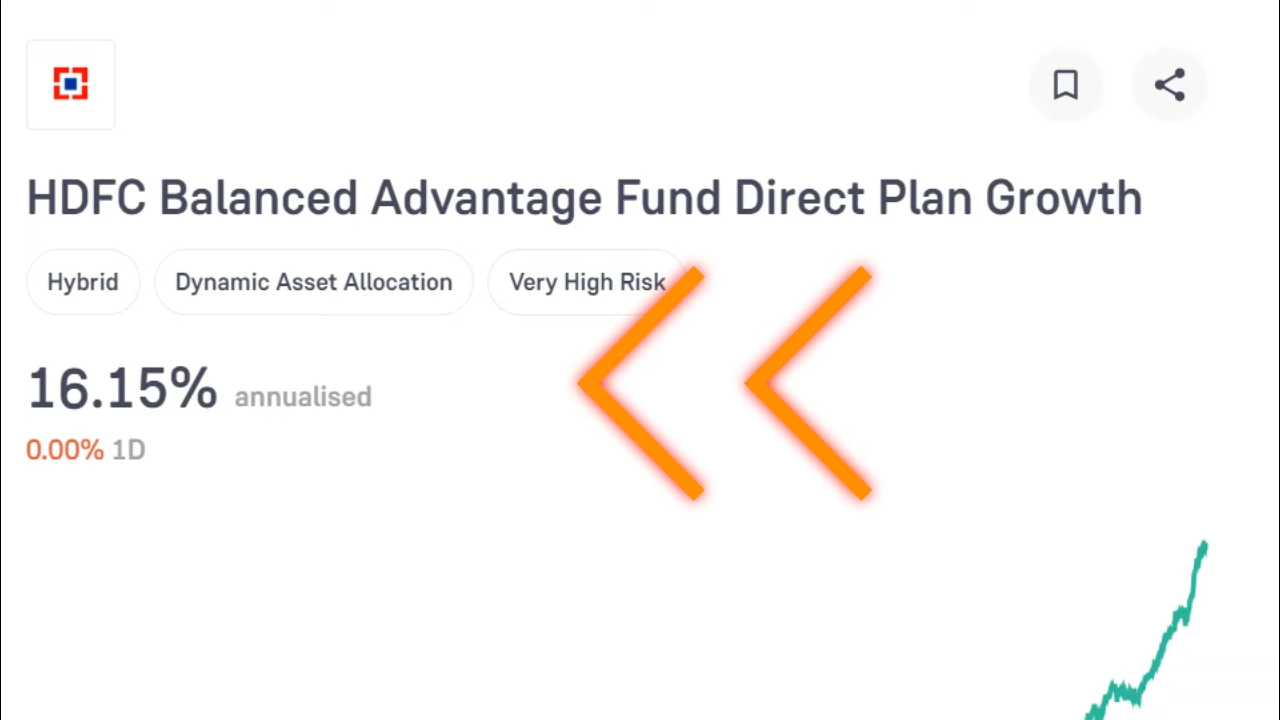 HDFC Balanced Advantage Fund Direct Plan Growth
Hybrid Dynamic Asset Allocation Very High Risk
16.15% annualised
0.00% 1D